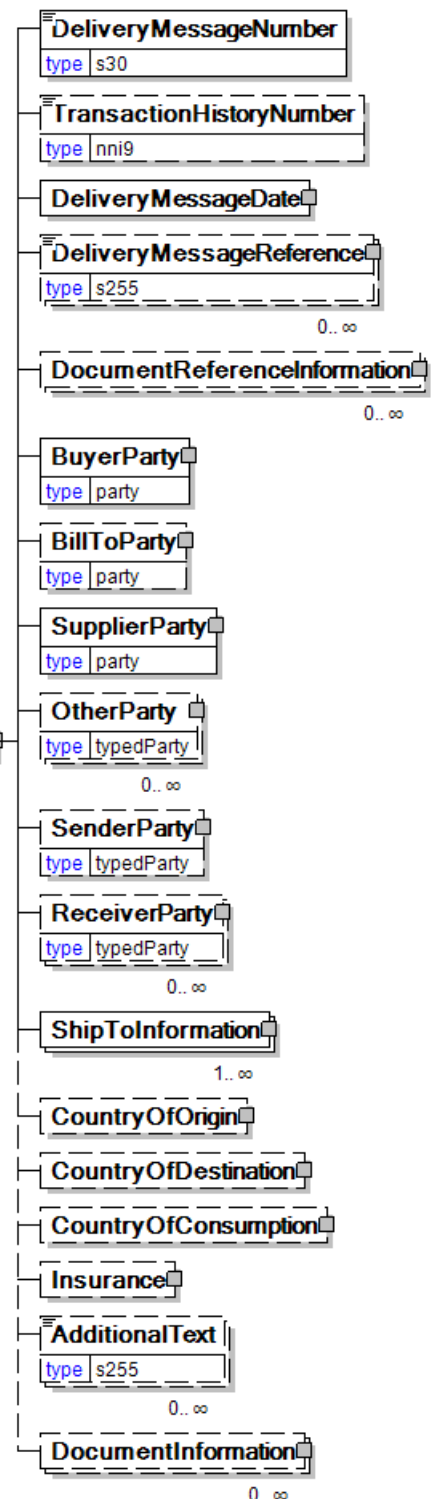 DeliveryMessageNumber
type s30
TransactionHistoryNumber
type nni9
DeliveryMessageDate
DeliveryMessageReference
type s255
0.. ∞
DocumentReferenceInformation
0.. ∞
BuyerParty
type party
BillToParty
type party
SupplierParty
type party
OtherParty
type typedParty
0.. ∞
SenderParty
type typedParty
ReceiverParty
type typedParty
0.. ∞
ShipToInformation
1.. ∞
CountryOfOrigin
CountryOfDestination
CountryOfConsumption
Insurance
AdditionalText
type s255
0.. ∞
DocumentInformation
0.. ∞